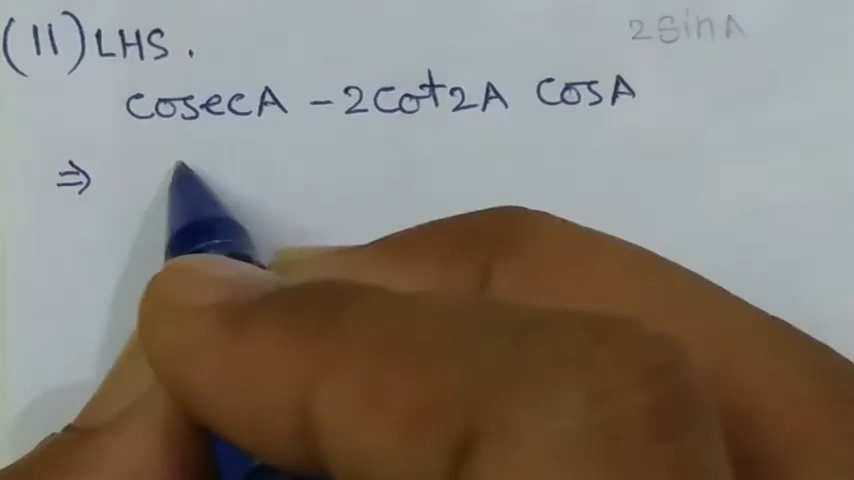 (11) LHS.
2SinA
cosecA - 2cot2A cosA
⇒